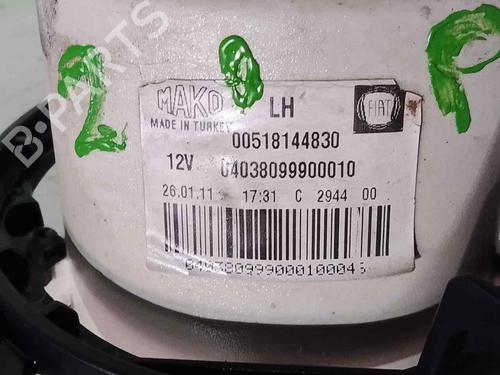 B-PARTS
2 P
MAKO LH FIAT
MADE IN TURKEY
00518144830
12V 04038099900010
26.01.11 17:31 C 2944 00